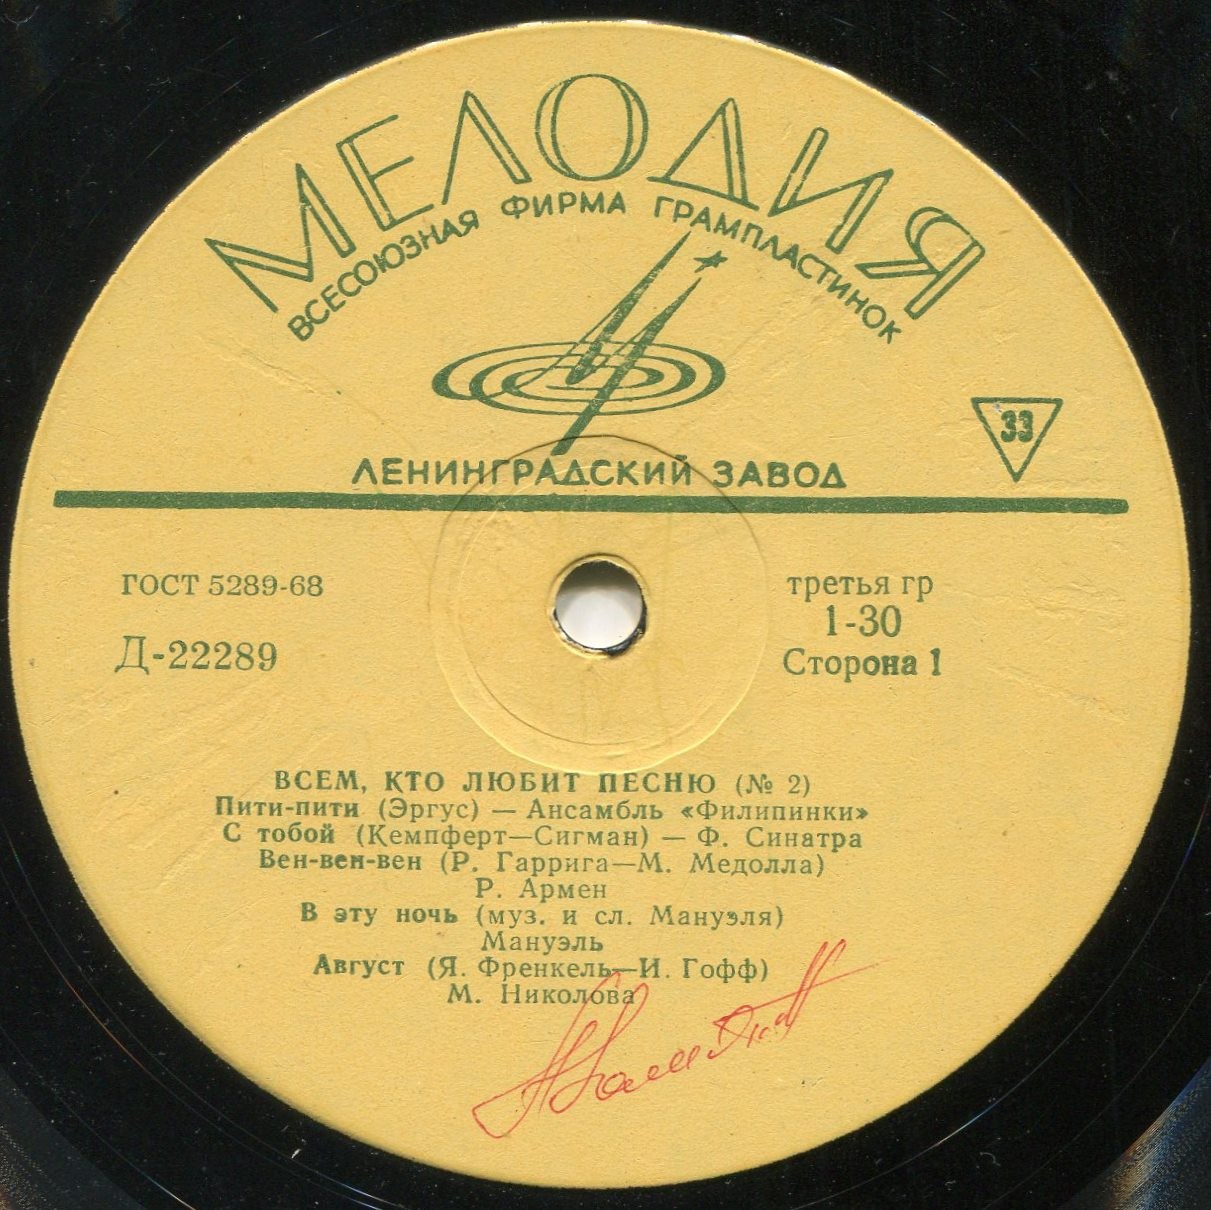 МЕЛОДИЯ
ВСЕСОЮЗНАЯ ФИРМА ГРАМПЛАСТИНОК
33
ЛЕНИНГРАДСКИЙ ЗАВОД
ГОСТ 5289-68
третья гр
1-30
Д-22289
Сторона 1
ВСЕМ, КТО ЛЮБИТ ПЕСНЮ (№ 2)
Пити-пити (Эргус) — Ансамбль «Филипинки»
С тобой (Кемпферт—Сигман) — Ф. Синатра
Вен-вен-вен (Р. Гаррига—М. Медолла)
Р. Армен
В эту ночь (муз. и сл. Мануэля)
Мануэль
Август (Я. Френкель—И. Гофф)
М. Николова